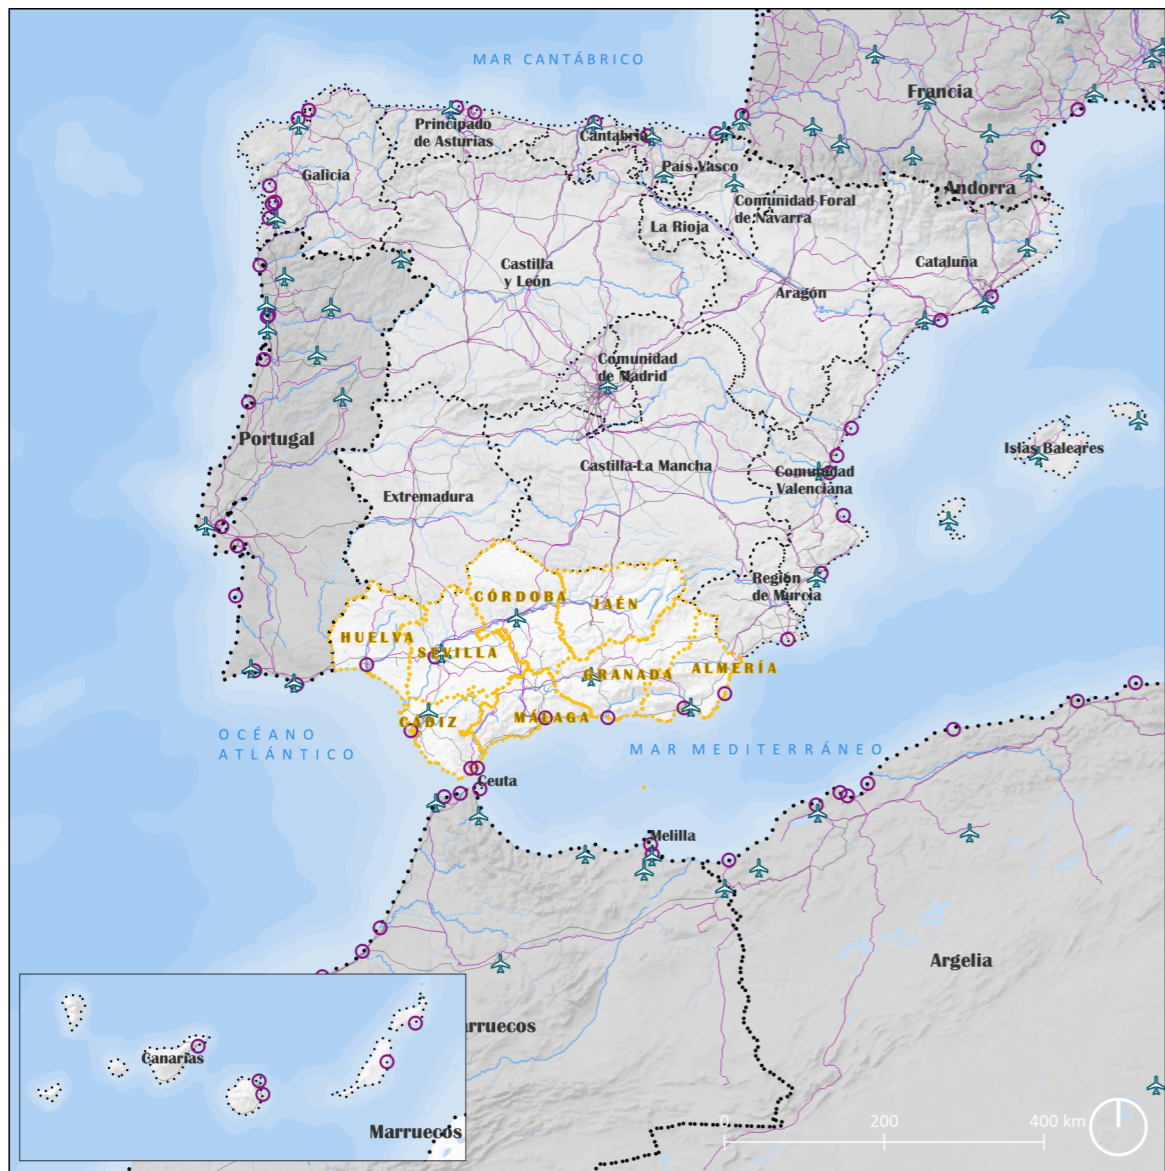 MAR CANTÁBRICO
Francia
Principado
de Asturias
Cantabria
Galicia
País Vasco
Andorra
Comunidad Foral
de Navarra
La Rioja
Castilla
y León
Cataluña
Aragón
Comunidad
de Madrid
Portugal
Islas Baleares
Castilla-La Mancha
Comunidad
Valenciana
Extremadura
Región
de Murcia
CÓRDOBA
JAÉN
HUELVA
SEVILLA
GRANADA
ALMERÍA
CÁDIZ
MÁLAGA
OCÉANO
ATLÁNTICO
MAR MEDITERRÁNEO
Ceuta
Melilla
Argelia
arruecos
Canarias
Marruecos
0 200 400 km